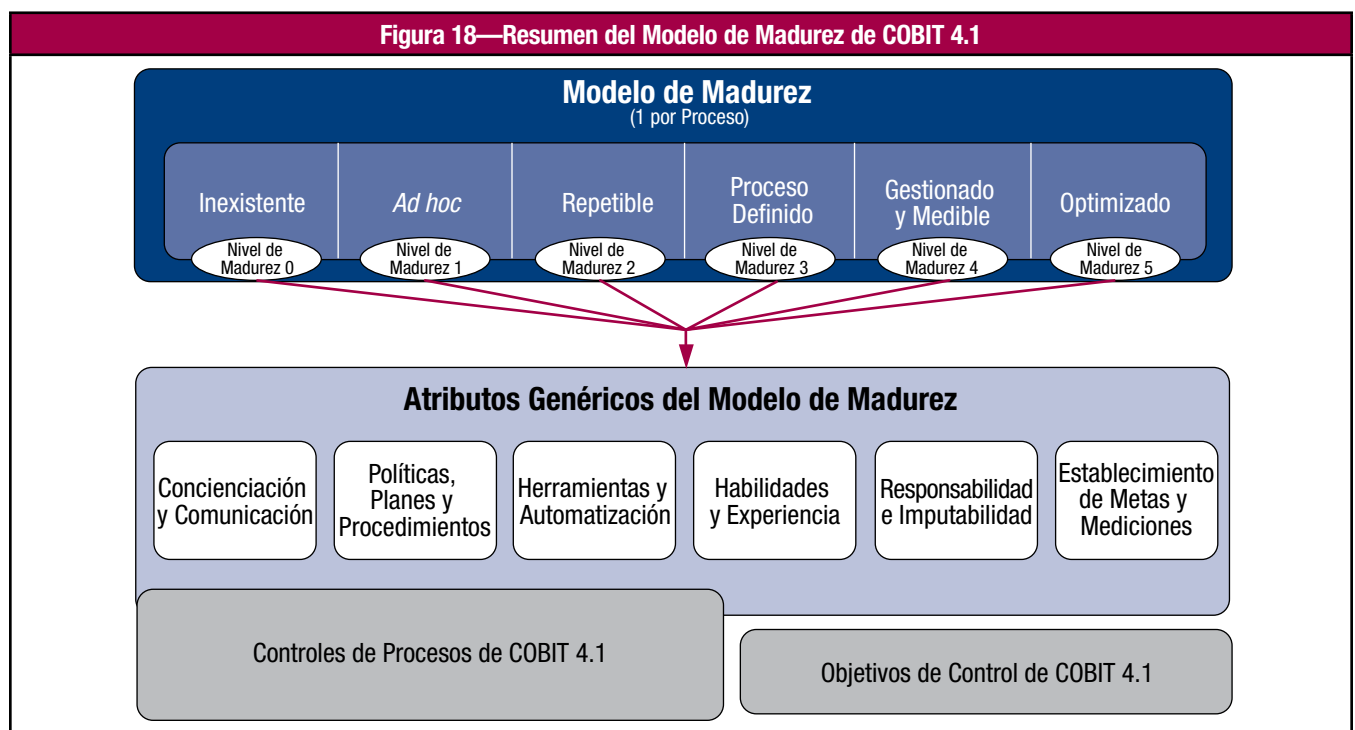 Figura 18—Resumen del Modelo de Madurez de COBIT 4.1
Modelo de Madurez
(1 por Proceso)
Inexistente
Ad hoc
Repetible
Proceso
Definido
Gestionado
y Medible
Optimizado
Nivel de
Madurez 0
Nivel de
Madurez 1
Nivel de
Madurez 2
Nivel de
Madurez 3
Nivel de
Madurez 4
Nivel de
Madurez 5
Atributos Genéricos del Modelo de Madurez
Concienciación
y Comunicación
Políticas,
Planes y
Procedimientos
Herramientas y
Automatización
Habilidades
y Experiencia
Responsabilidad
e Imputabilidad
Establecimiento
de Metas y
Mediciones
Controles de Procesos de COBIT 4.1
Objetivos de Control de COBIT 4.1